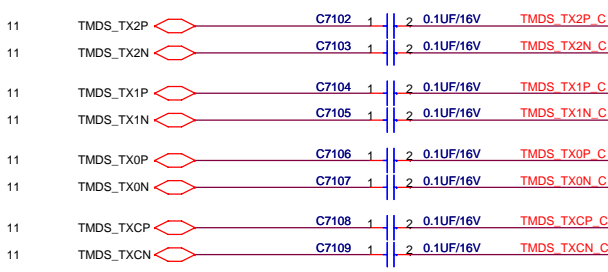 11 TMDS_TX2P C7102 1 2 0.1UF/16V TMDS_TX2P_C
11 TMDS_TX2N C7103 1 2 0.1UF/16V TMDS_TX2N_C
11 TMDS_TX1P C7104 1 2 0.1UF/16V TMDS_TX1P_C
11 TMDS_TX1N C7105 1 2 0.1UF/16V TMDS_TX1N_C
11 TMDS_TX0P C7106 1 2 0.1UF/16V TMDS_TX0P_C
11 TMDS_TX0N C7107 1 2 0.1UF/16V TMDS_TX0N_C
11 TMDS_TXCP C7108 1 2 0.1UF/16V TMDS_TXCP_C
11 TMDS_TXCN C7109 1 2 0.1UF/16V TMDS_TXCN_C